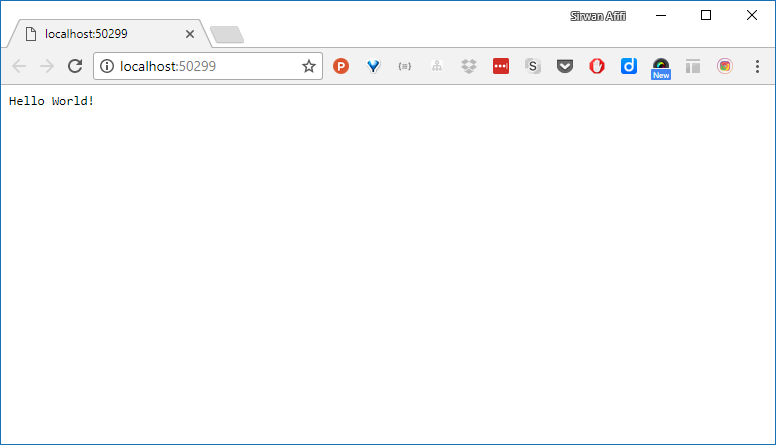 Sirwan Afifi
localhost:50299
localhost:50299
P
{≡}
S
d
New
Hello World!